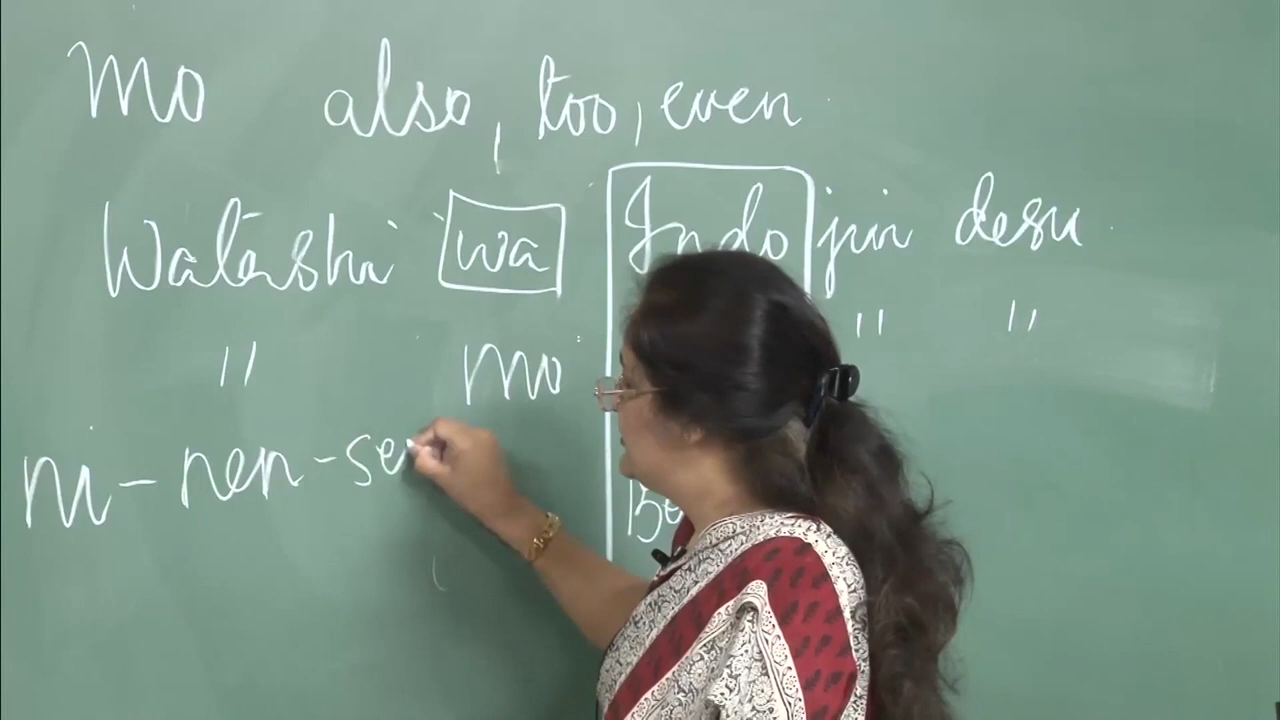 mo also, too, even
Watashi wa Indo jin desu.
" mo " "
ni-nen-se